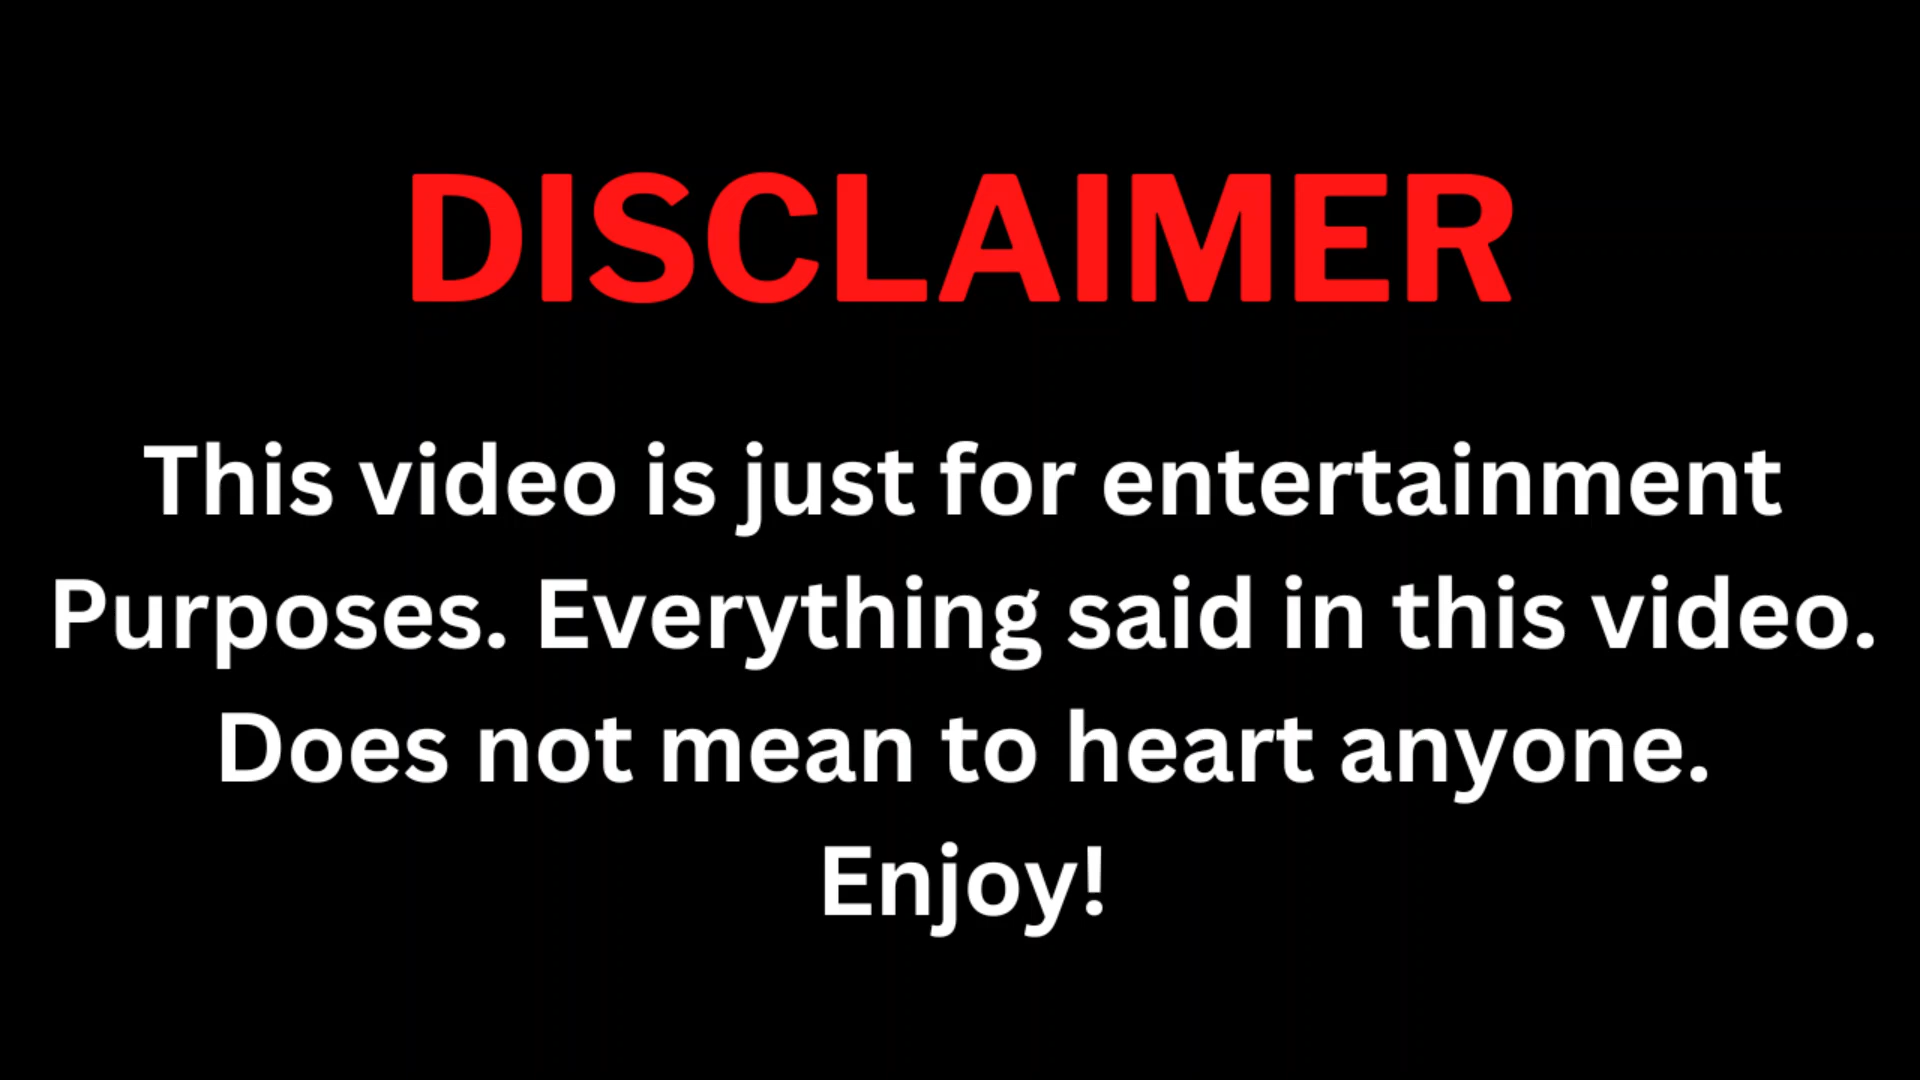 DISCLAIMER
This video is just for entertainment
Purposes. Everything said in this video.
Does not mean to heart anyone.
Enjoy!